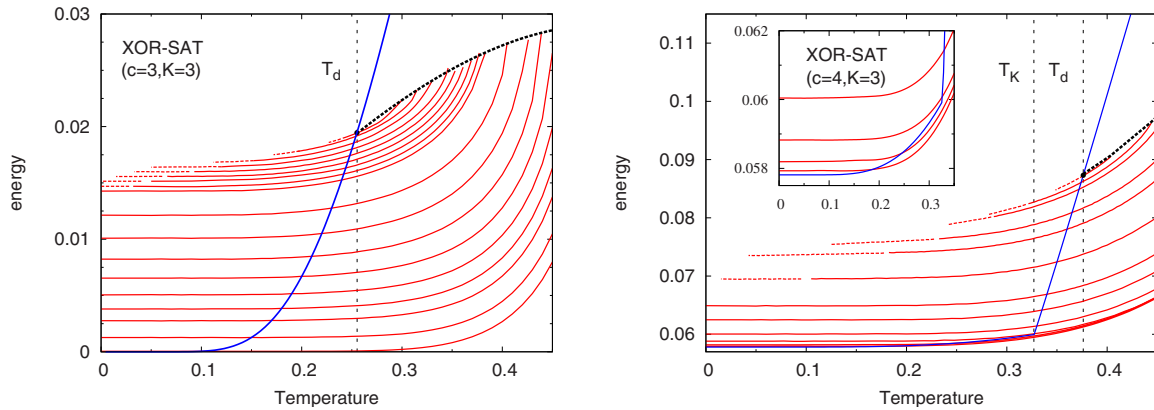 XOR-SAT
(c=3,K=3)
T_d
energy
0.03
0.02
0.01
0
0 0.1 0.2 0.3 0.4
Temperature
XOR-SAT
(c=4,K=3)
0.062
0.06
0.058
0 0.1 0.2 0.3
T_K T_d
energy
0.11
0.1
0.09
0.08
0.07
0.06
0 0.1 0.2 0.3 0.4
Temperature